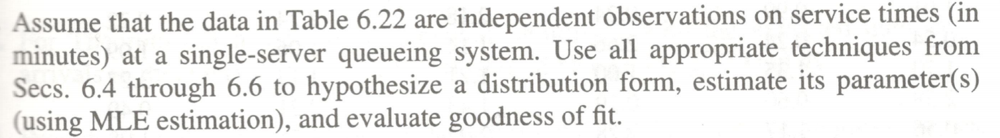 Assume that the data in Table 6.22 are independent observations on service times (in
minutes) at a single-server queueing system. Use all appropriate techniques from
Secs. 6.4 through 6.6 to hypothesize a distribution form, estimate its parameter(s)
(using MLE estimation), and evaluate goodness of fit.